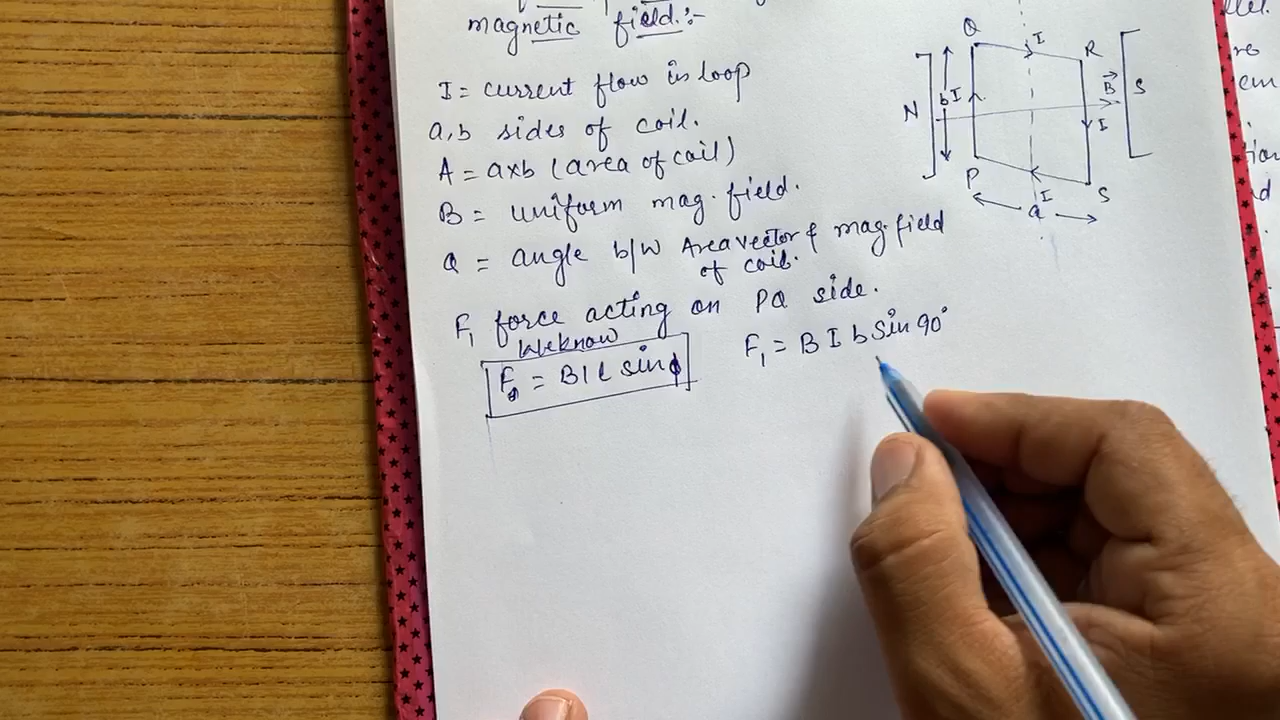 magnetic field:-
I = current flow in loop
a,b sides of coil.
A = axb (area of coil)
B = uniform mag. field.
Q = angle b/w Area vector & mag. field
of coil.
F₁ force acting on PQ side.
We know
F = BIl sinϕ
F₁ = B I b Sin 90°
Q
I
R
N
b
I
B
S
I
P
I
S
a